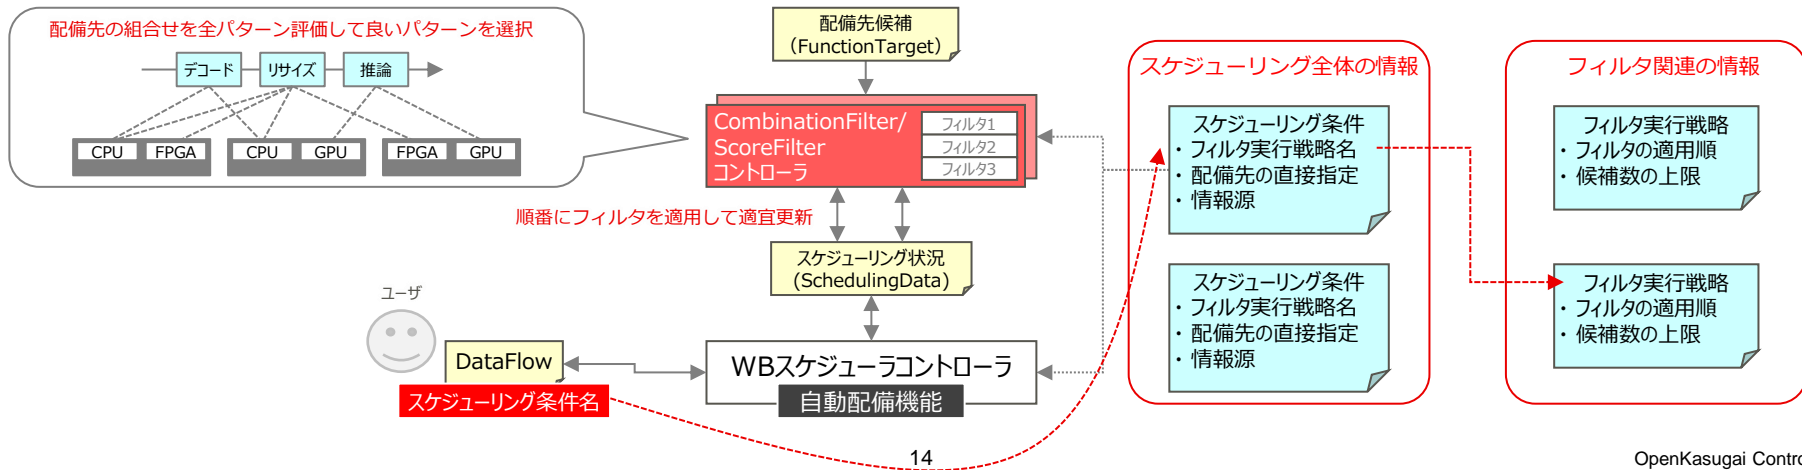 配備先の組合せを全パターン評価して良いパターンを選択
デコード
リサイズ
推論
CPU
FPGA
CPU
GPU
FPGA
GPU
配備先候補
(FunctionTarget)
CombinationFilter/
ScoreFilter
コントローラ
フィルタ1
フィルタ2
フィルタ3
順番にフィルタを適用して適宜更新
スケジューリング状況
(SchedulingData)
ユーザ
DataFlow
スケジューリング条件名
WBスケジューラコントローラ
自動配備機能
スケジューリング全体の情報
スケジューリング条件
・フィルタ実行戦略名
・配備先の直接指定
・情報源
スケジューリング条件
・フィルタ実行戦略名
・配備先の直接指定
・情報源
フィルタ関連の情報
フィルタ実行戦略
・フィルタの適用順
・候補数の上限
フィルタ実行戦略
・フィルタの適用順
・候補数の上限
14
OpenKasugai Contro